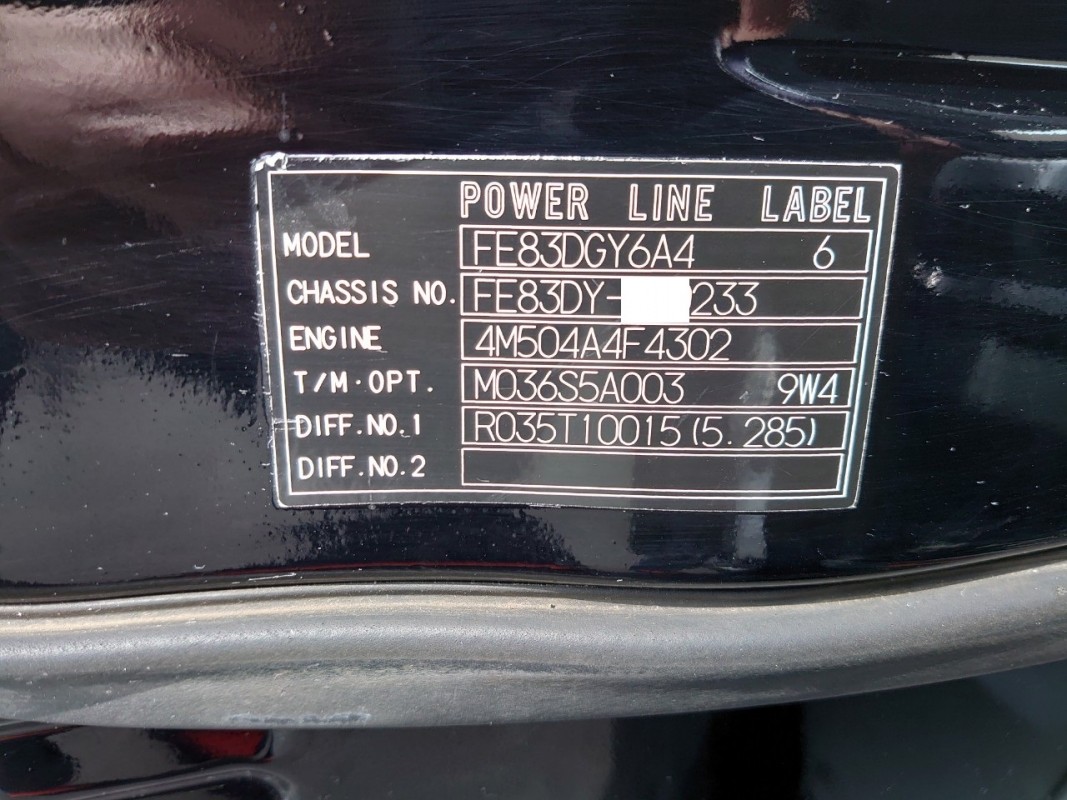 POWER LINE LABEL
MODEL FE83DGY6A4 6
CHASSIS NO. FE83DY- 233
ENGINE 4M504A4F4302
T/M·OPT. M036S5A003 9W4
DIFF.NO.1 R035T10015(5.285)
DIFF.NO.2